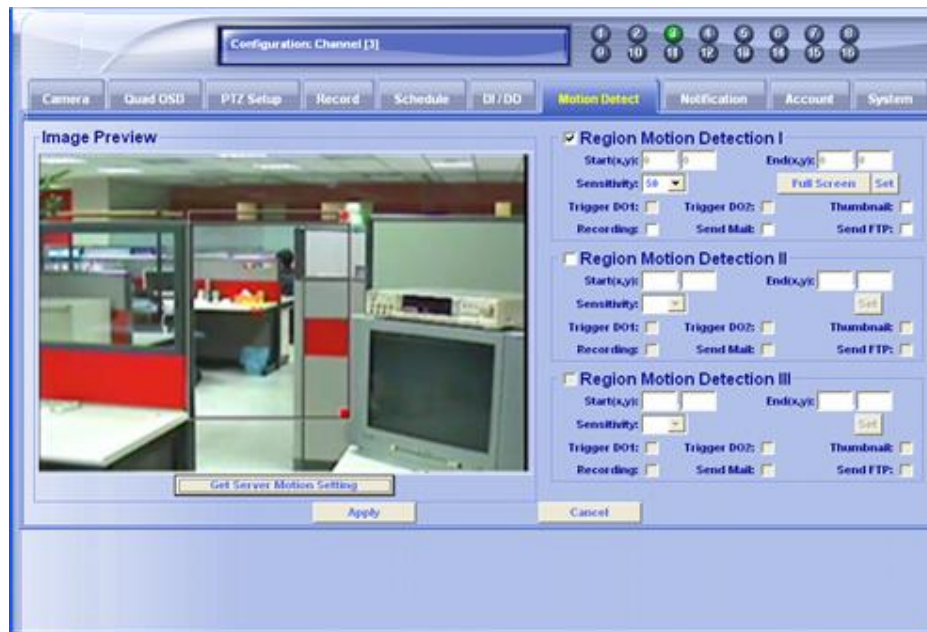 Configuration: Channel [3]
1 2 3 4 5 6 7 8
9 10 11 12 13 14 15 16
Camera Quad OSD PTZ Setup Record Schedule DI / DO Motion Detect Notification Account System
Image Preview
Get Server Motion Setting
Region Motion Detection I
Start(x,y): 0 0 End(x,y): 0 0
Sensitivity: 50 Full Screen Set
Trigger DO1: Trigger DO2: Thumbnail:
Recording: Send Mail: Send FTP:
Region Motion Detection II
Start(x,y): End(x,y):
Sensitivity: Set
Trigger DO1: Trigger DO2: Thumbnail:
Recording: Send Mail: Send FTP:
Region Motion Detection III
Start(x,y): End(x,y):
Sensitivity: Set
Trigger DO1: Trigger DO2: Thumbnail:
Recording: Send Mail: Send FTP:
Apply Cancel